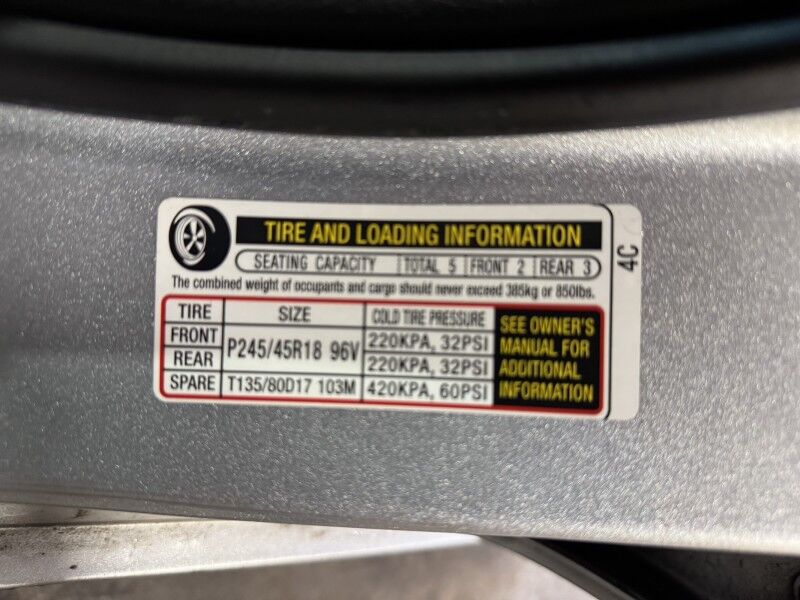 TIRE AND LOADING INFORMATION
SEATING CAPACITY TOTAL 5 FRONT 2 REAR 3
The combined weight of occupants and cargo should never exceed 385kg or 850lbs.
TIRE SIZE COLD TIRE PRESSURE
FRONT P245/45R18 96V 220KPA, 32PSI
REAR 220KPA, 32PSI
SPARE T135/80D17 103M 420KPA, 60PSI
SEE OWNER'S
MANUAL FOR
ADDITIONAL
INFORMATION
4C